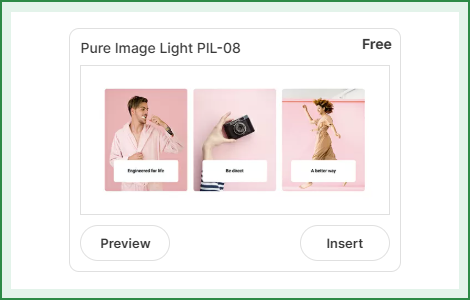 Pure Image Light PIL-08
Free
Engineered for life
Be direct
A better way
Preview
Insert